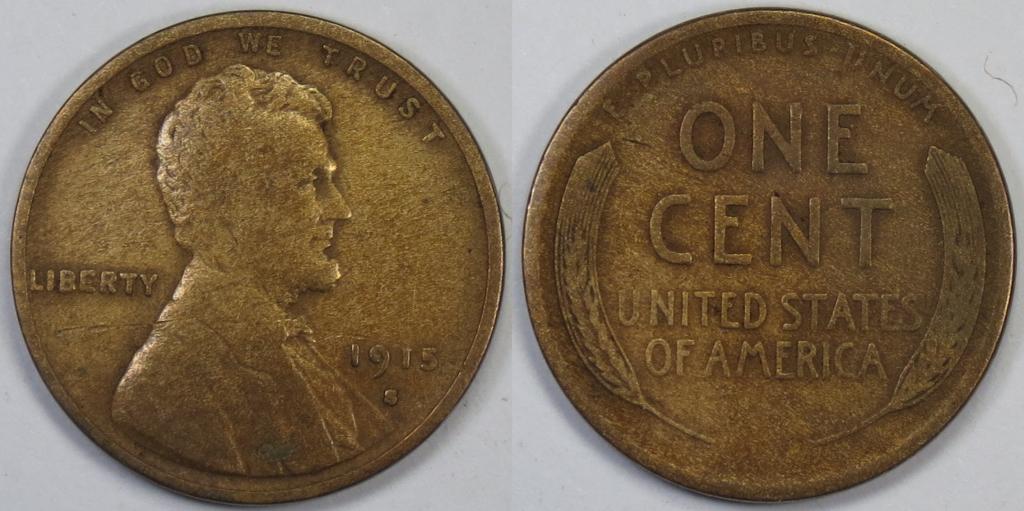 IN GOD WE TRUST
LIBERTY
1915
S
E·PLURIBUS·UNUM
ONE
CENT
UNITED STATES
OF AMERICA